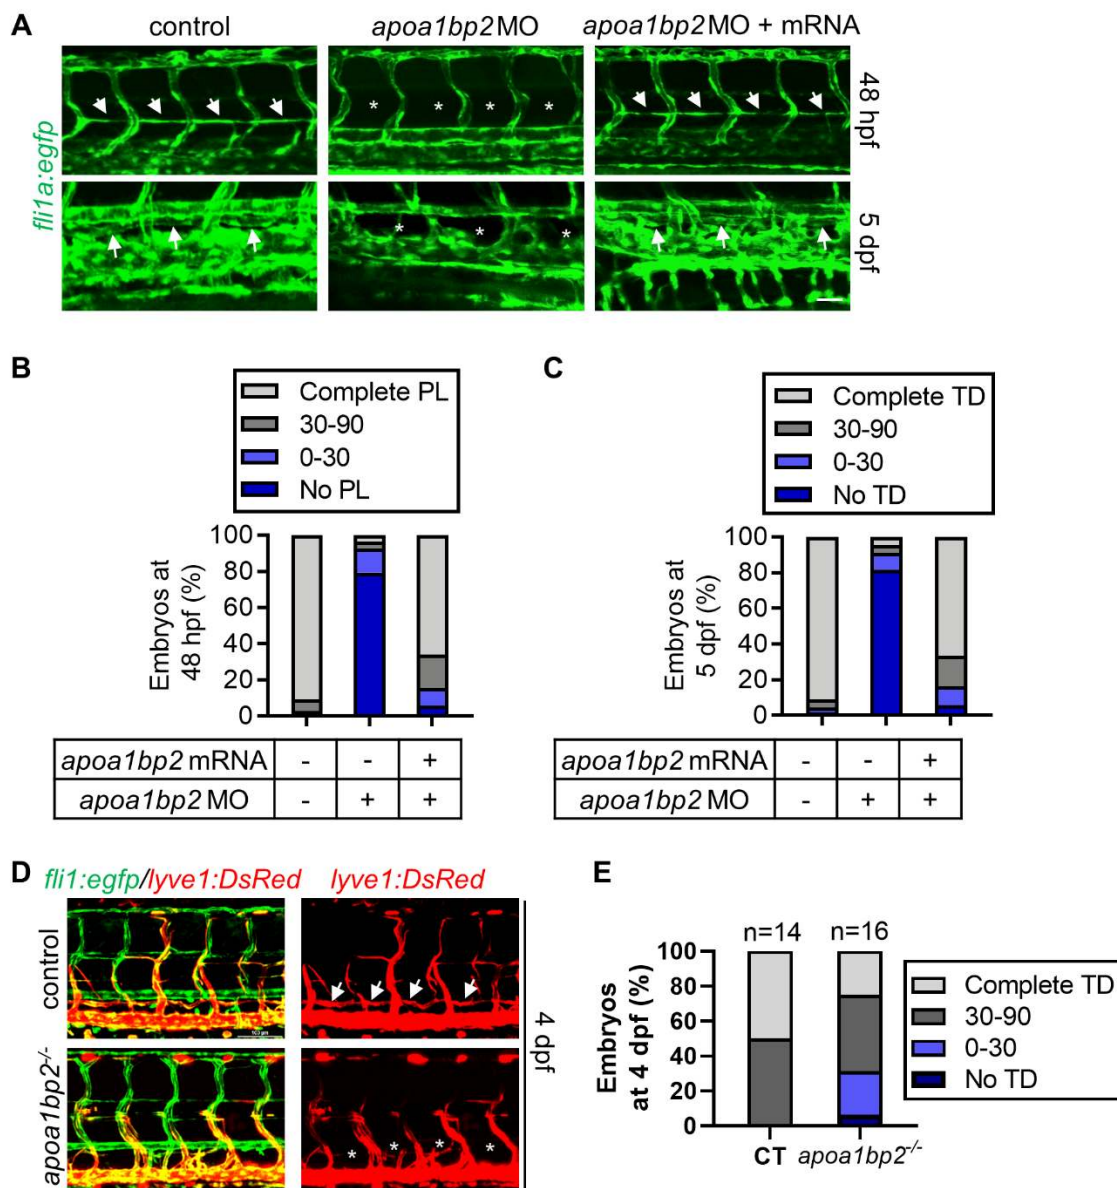 A
control
apoa1bp2 MO
apoa1bp2 MO + mRNA
fli1a:egfp
48 hpf
5 dpf
* * * *
* * *
B
Complete PL
30-90
0-30
No PL
Embryos at
48 hpf (%)
100
80
60
40
20
0
apoa1bp2 mRNA - - +
apoa1bp2 MO - + +
C
Complete TD
30-90
0-30
No TD
Embryos at
5 dpf (%)
100
80
60
40
20
0
apoa1bp2 mRNA - - +
apoa1bp2 MO - + +
D
fli1:egfp/lyve1:DsRed
lyve1:DsRed
control
apoa1bp2-/-
4 dpf
* * * *
E
n=14 n=16
Embryos
at 4 dpf (%)
100
80
60
40
20
0
CT apoa1bp2-/-
Complete TD
30-90
0-30
No TD